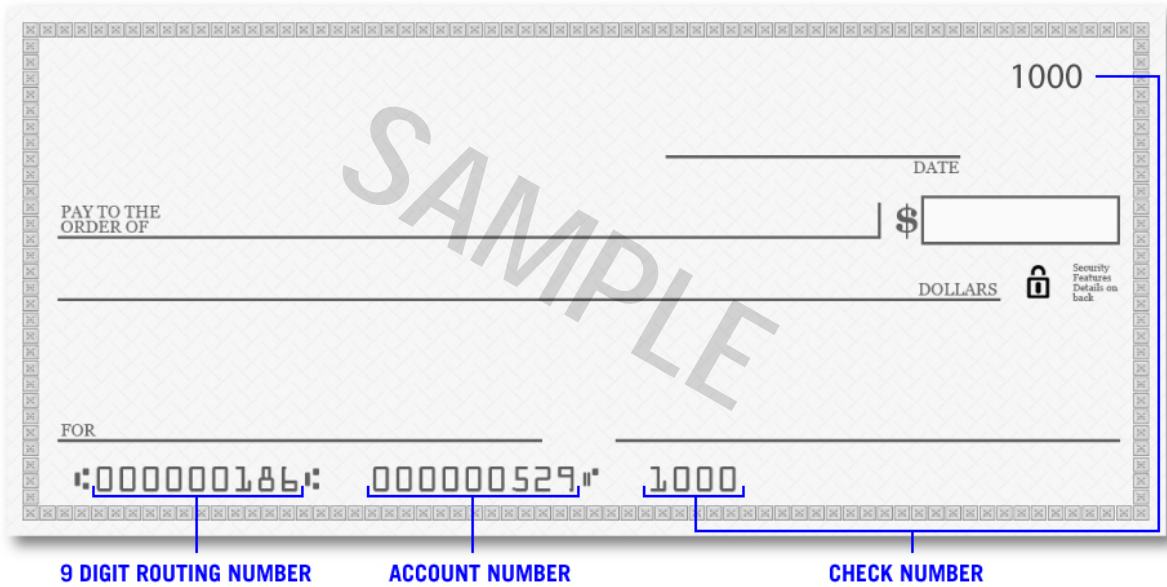 1000
DATE
PAY TO THE
ORDER OF
$
DOLLARS
Security
Features
Details on
back
SAMPLE
FOR
⑆000000186⑆ 000000529⑈ 1000
9 DIGIT ROUTING NUMBER ACCOUNT NUMBER CHECK NUMBER